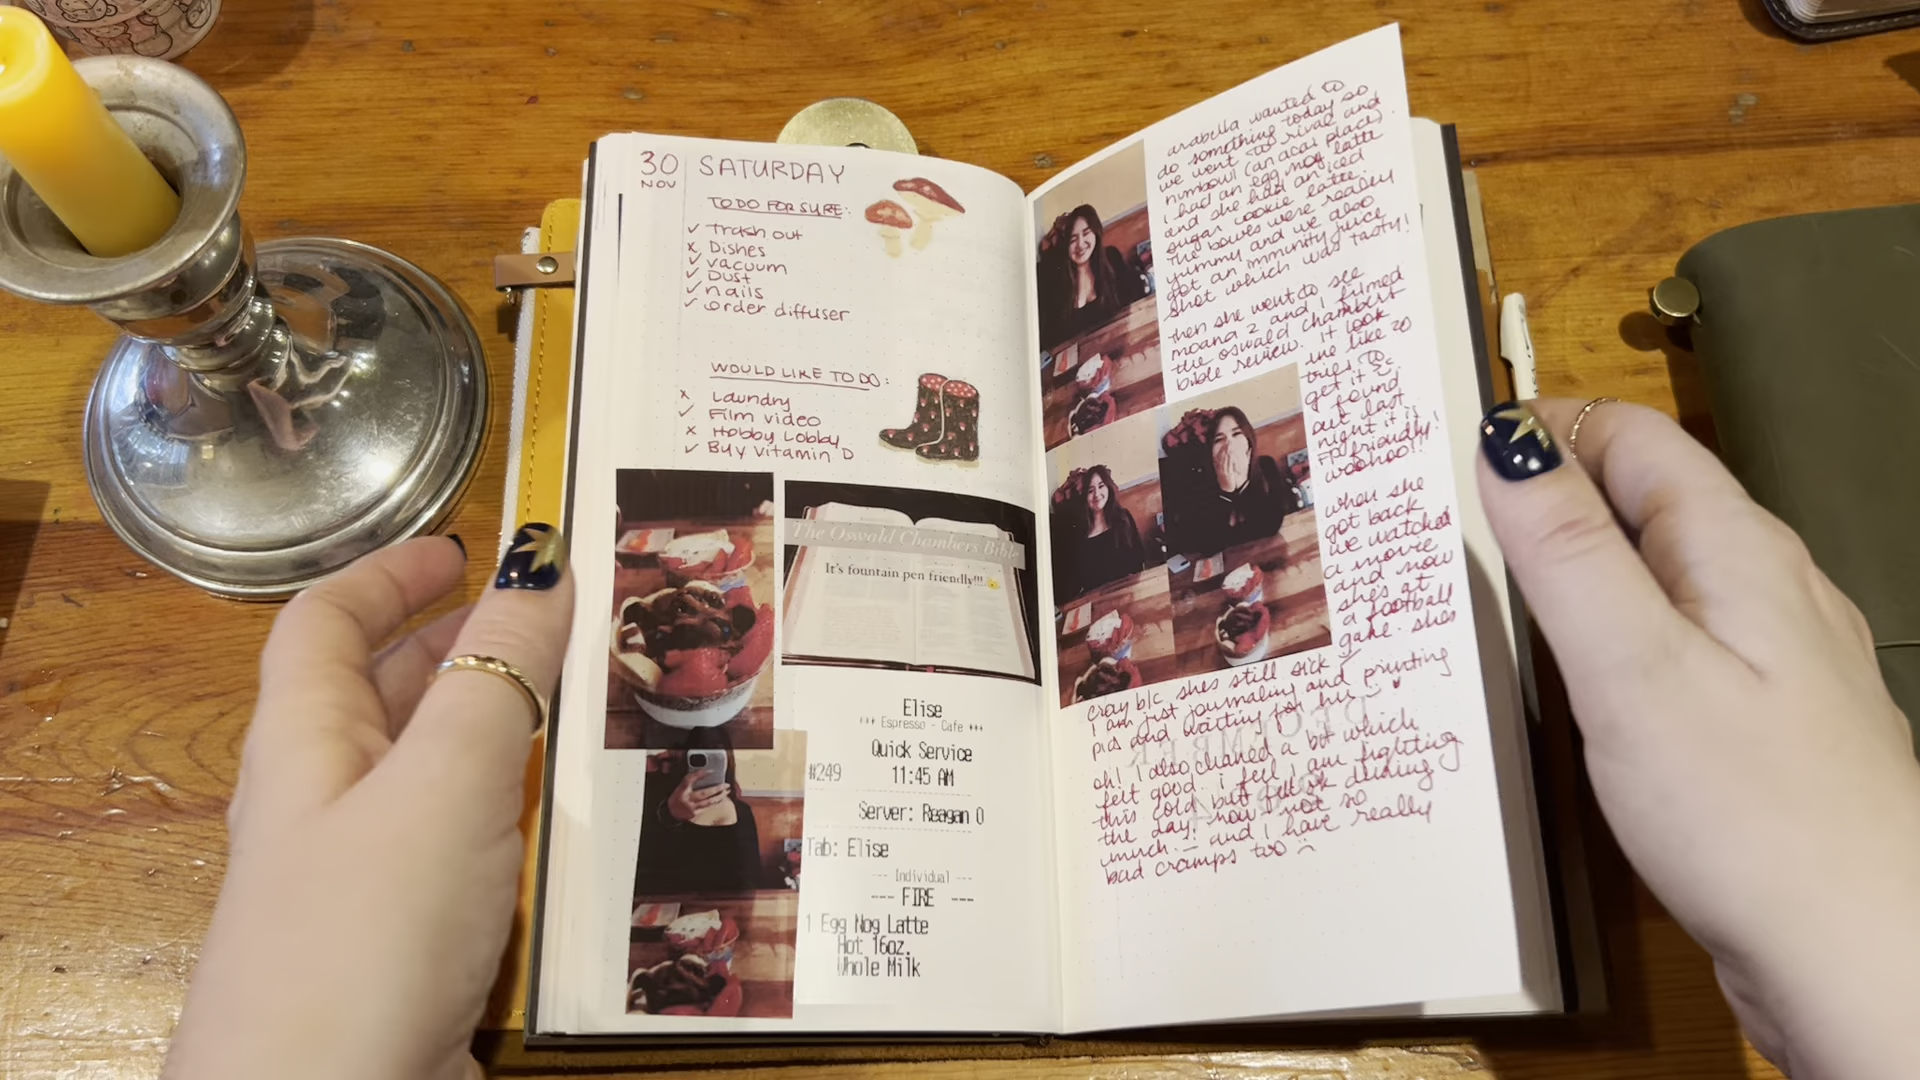 30 SATURDAY
NOV
TO DO FOR SURE:
✓ Trash out
x Dishes
✓ vacuum
✓ Dust
✓ nails
✓ order diffuser
WOULD LIKE TO DO:
x Laundry
✓ Film video
x Hobby Lobby
✓ Buy vitamin D
The Oswald Chambers Bible
It's fountain pen friendly!!!
Elise
*** Espresso - Cafe ***
Quick Service
#249 11:45 AM
Server: Reagan O
Tab: Elise
--- Individual ---
---- FIRE ----
1 Egg Nog Latte
Hot 16oz.
Whole Milk
arabella wanted to
do something today so
we went to rival and
(an acai place).
i had an egg nog latte
and she had an iced
sugar cookie latte.
The bowls were really
yummy and we also
got an immunity juice
shot which was tasty!
then she went to see
moana 2 and i filmed
the oswald chambers
bible review. it took
me like 20
tries to
get it
i found
out last
night it is
FP friendly!
woohoo!!
when she
got back
we watched
a movie
and now
she's at
a football
game. shes
cray b/c shes still sick
i am just journaling and printing
pics and waiting for her
oh! i also cleaned a bit which
felt good. i feel i am fighting
this cold but felt ok during
the day. now not so
much. and i have really
bad cramps too
DECEMBER